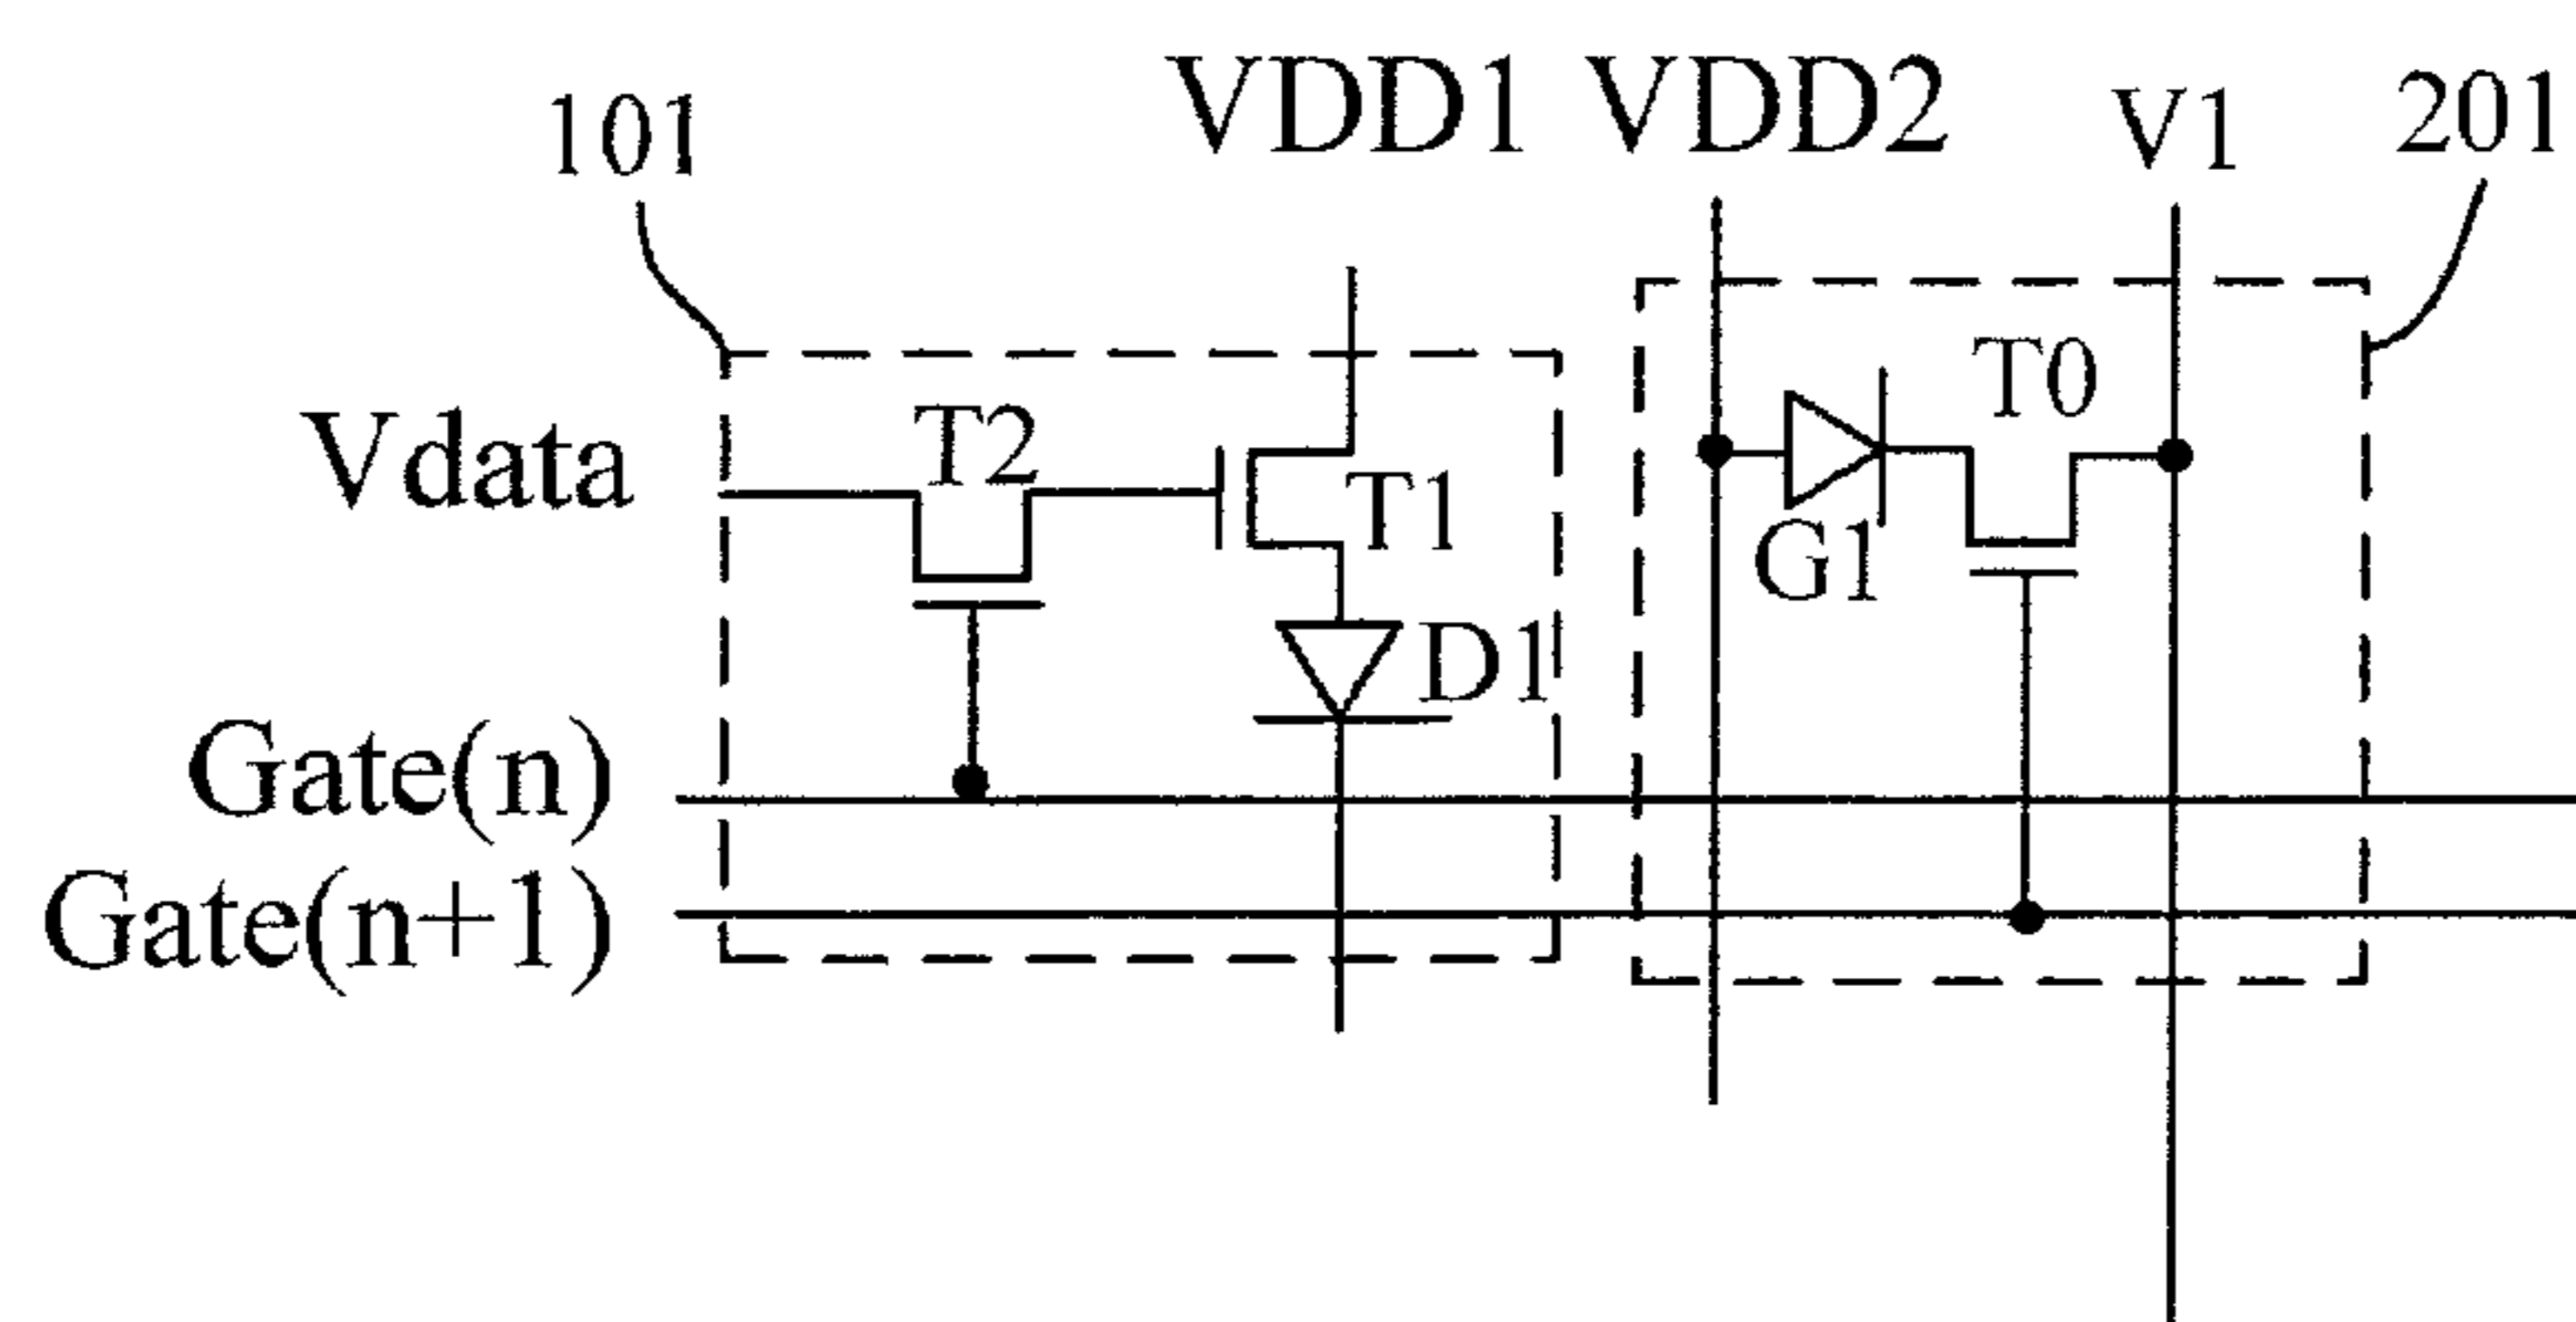 101
VDD1
VDD2
V1
201
Vdata
T2
T1
T0
G1
D1
Gate(n)
Gate(n+1)